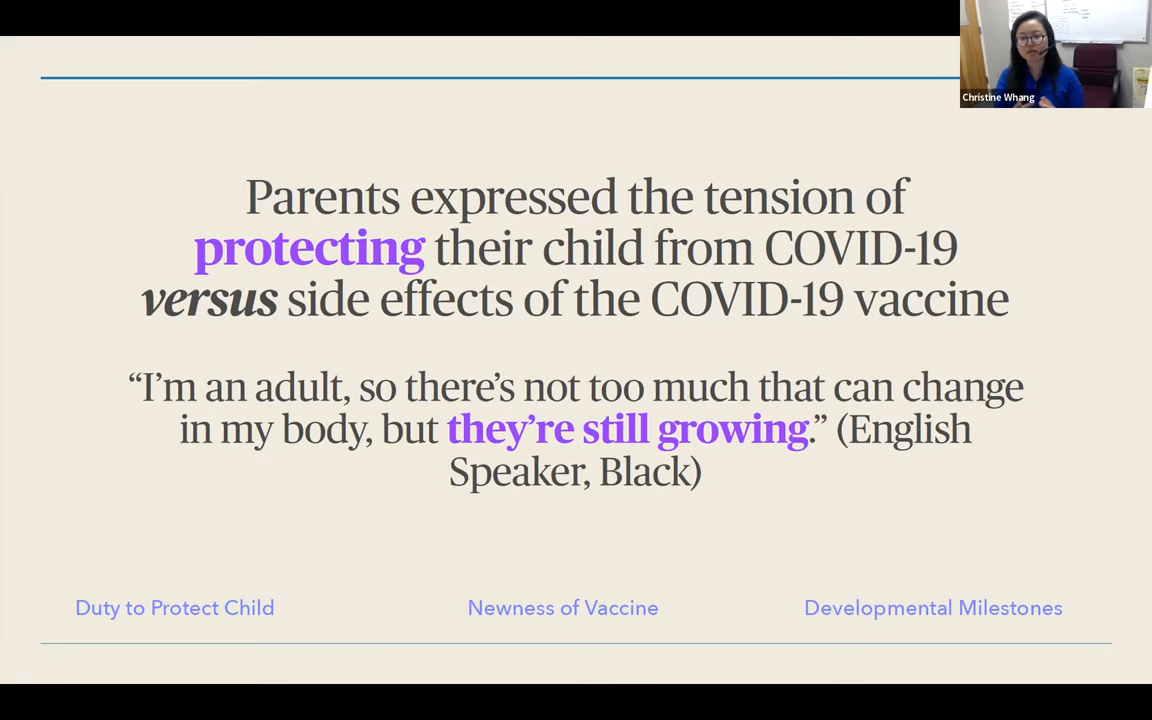 Christine Whang
Parents expressed the tension of
protecting their child from COVID-19
versus side effects of the COVID-19 vaccine
“I’m an adult, so there’s not too much that can change
in my body, but they’re still growing.” (English
Speaker, Black)
Duty to Protect Child
Newness of Vaccine
Developmental Milestones